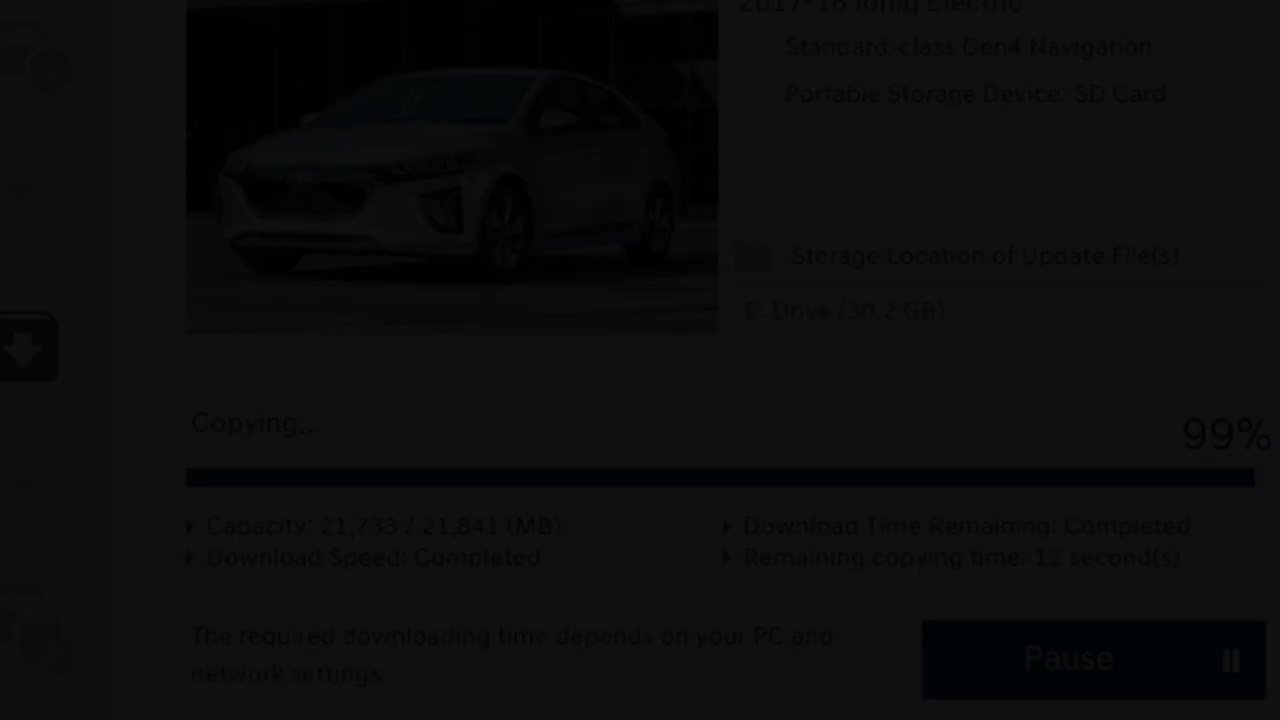 2017-18 Ioniq Electric
Standard-class Gen4 Navigation
Portable Storage Device: SD Card
Storage Location of Update File(s)
E: Drive (30.2 GB)
Copying...
99%
Capacity: 21,733 / 21,841 (MB)
Download Time Remaining: Completed
Download Speed: Completed
Remaining copying time: 12 second(s)
The required downloading time depends on your PC and
network settings.
Pause